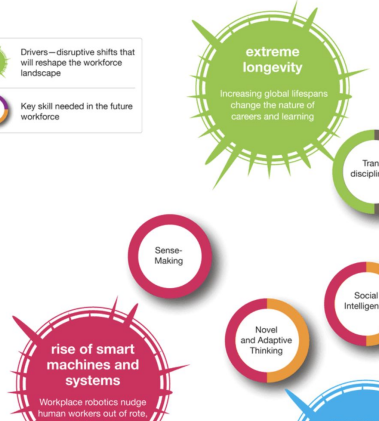 Drivers—disruptive shifts that
will reshape the workforce
landscape
Key skill needed in the future
workforce
extreme
longevity
Increasing global lifespans
change the nature of
careers and learning
Sense-
Making
Social
Novel
and Adaptive
Thinking
rise of smart
machines and
systems
Workplace robotics nudge
human workers out of rote,